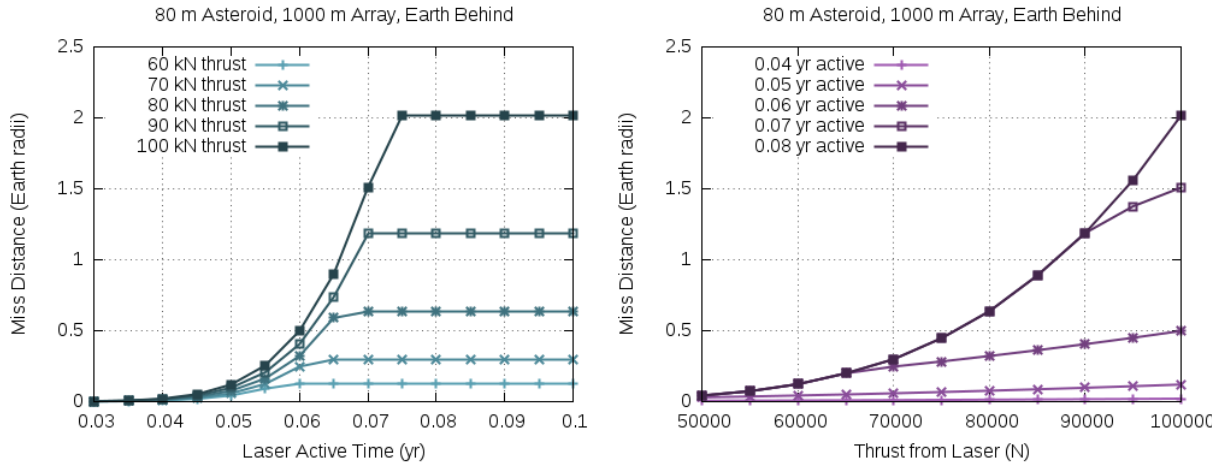 80 m Asteroid, 1000 m Array, Earth Behind
2.5
2
1.5
1
0.5
0
Miss Distance (Earth radii)
60 kN thrust
70 kN thrust
80 kN thrust
90 kN thrust
100 kN thrust
0.03 0.04 0.05 0.06 0.07 0.08 0.09 0.1
Laser Active Time (yr)
80 m Asteroid, 1000 m Array, Earth Behind
2.5
2
1.5
1
0.5
0
Miss Distance (Earth radii)
0.04 yr active
0.05 yr active
0.06 yr active
0.07 yr active
0.08 yr active
50000 60000 70000 80000 90000 100000
Thrust from Laser (N)